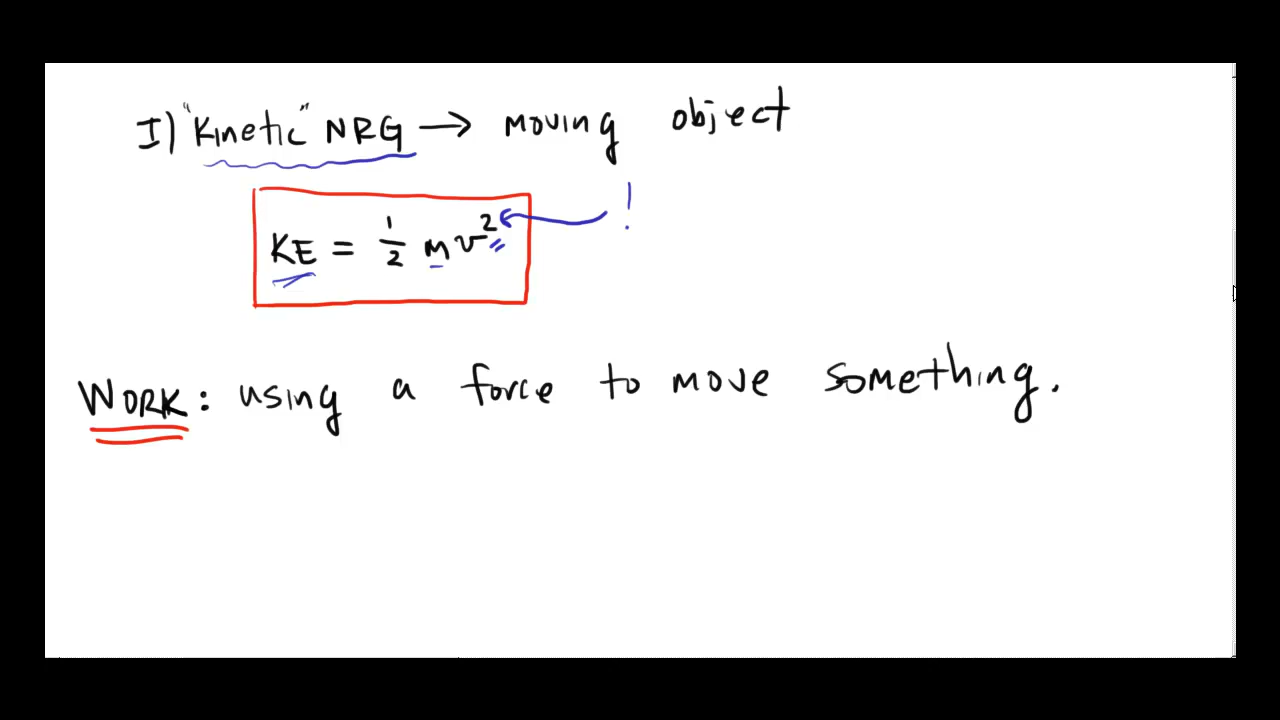 I) "Kinetic" NRG → moving object
!
KE = 1/2 mv²
WORK: using a force to move something.